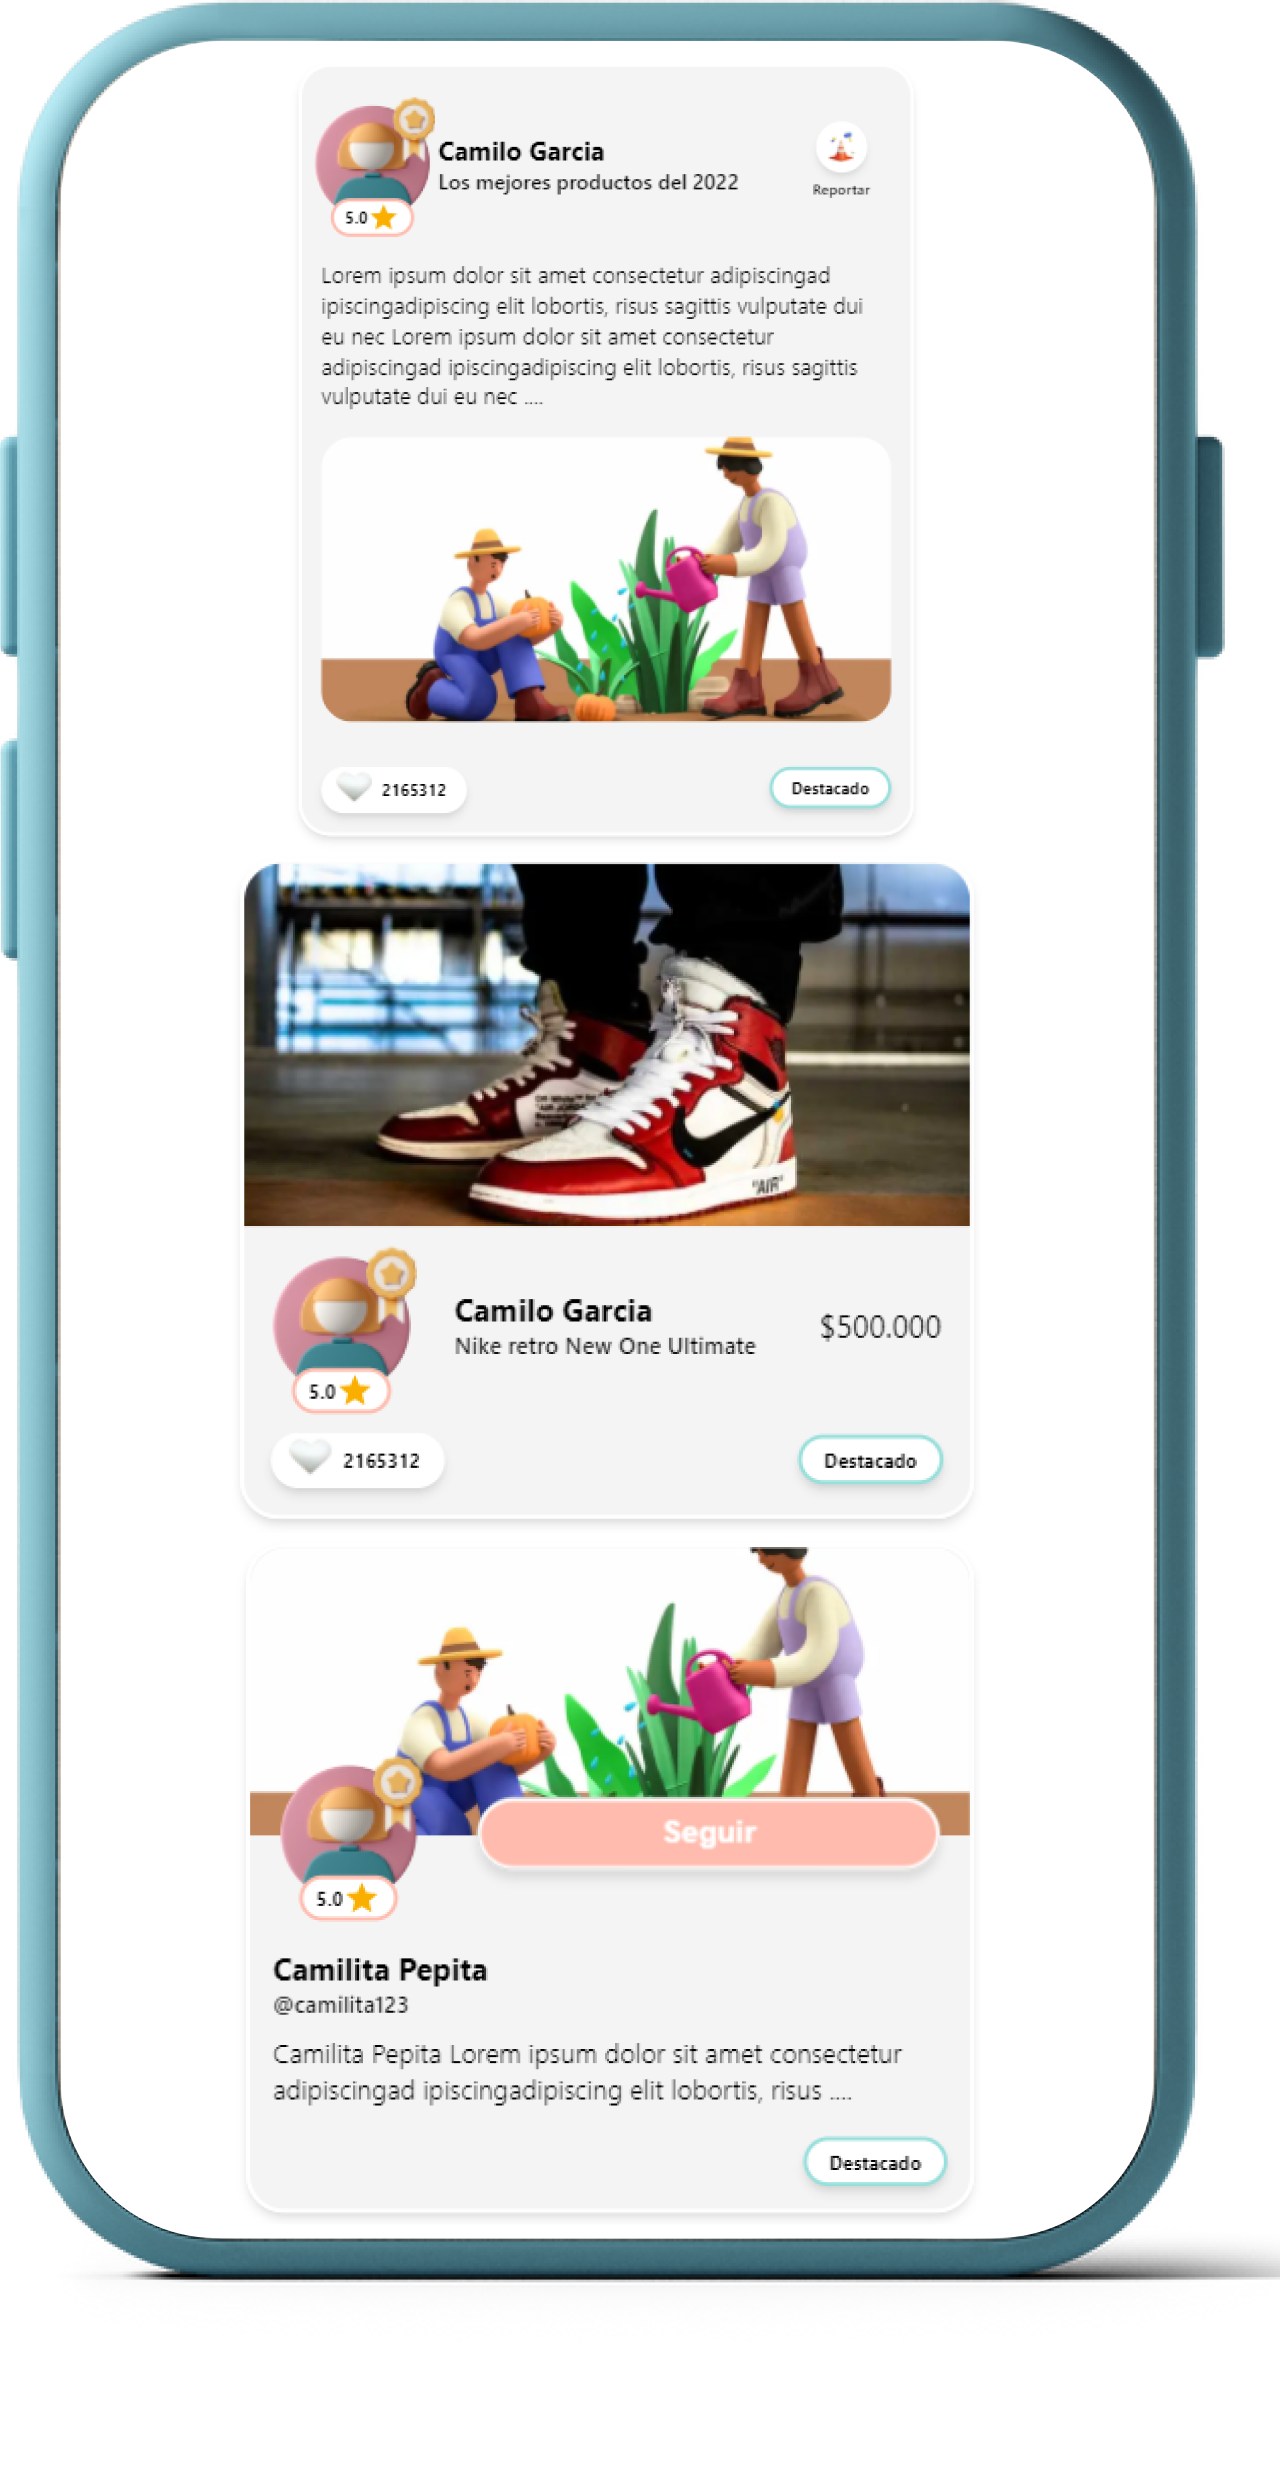 Camilo Garcia
Los mejores productos del 2022
Reportar
5.0
Lorem ipsum dolor sit amet consectetur adipiscingad
ipiscingadipiscing elit lobortis, risus sagittis vulputate dui
eu nec Lorem ipsum dolor sit amet consectetur
adipiscingad ipiscingadipiscing elit lobortis, risus sagittis
vulputate dui eu nec ....
2165312
Destacado
"AIR"
Camilo Garcia
Nike retro New One Ultimate
$500.000
5.0
2165312
Destacado
Seguir
5.0
Camilita Pepita
@camilita123
Camilita Pepita Lorem ipsum dolor sit amet consectetur
adipiscingad ipiscingadipiscing elit lobortis, risus ....
Destacado